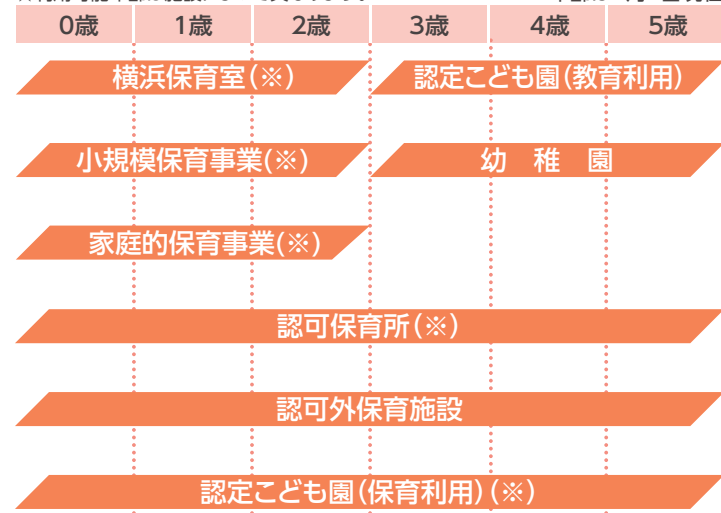 0歳 1歳 2歳 3歳 4歳 5歳
横浜保育室(※) 認定こども園(教育利用)
小規模保育事業(※) 幼 稚 園
家庭的保育事業(※)
認可保育所(※)
認可外保育施設
認定こども園(保育利用)(※)